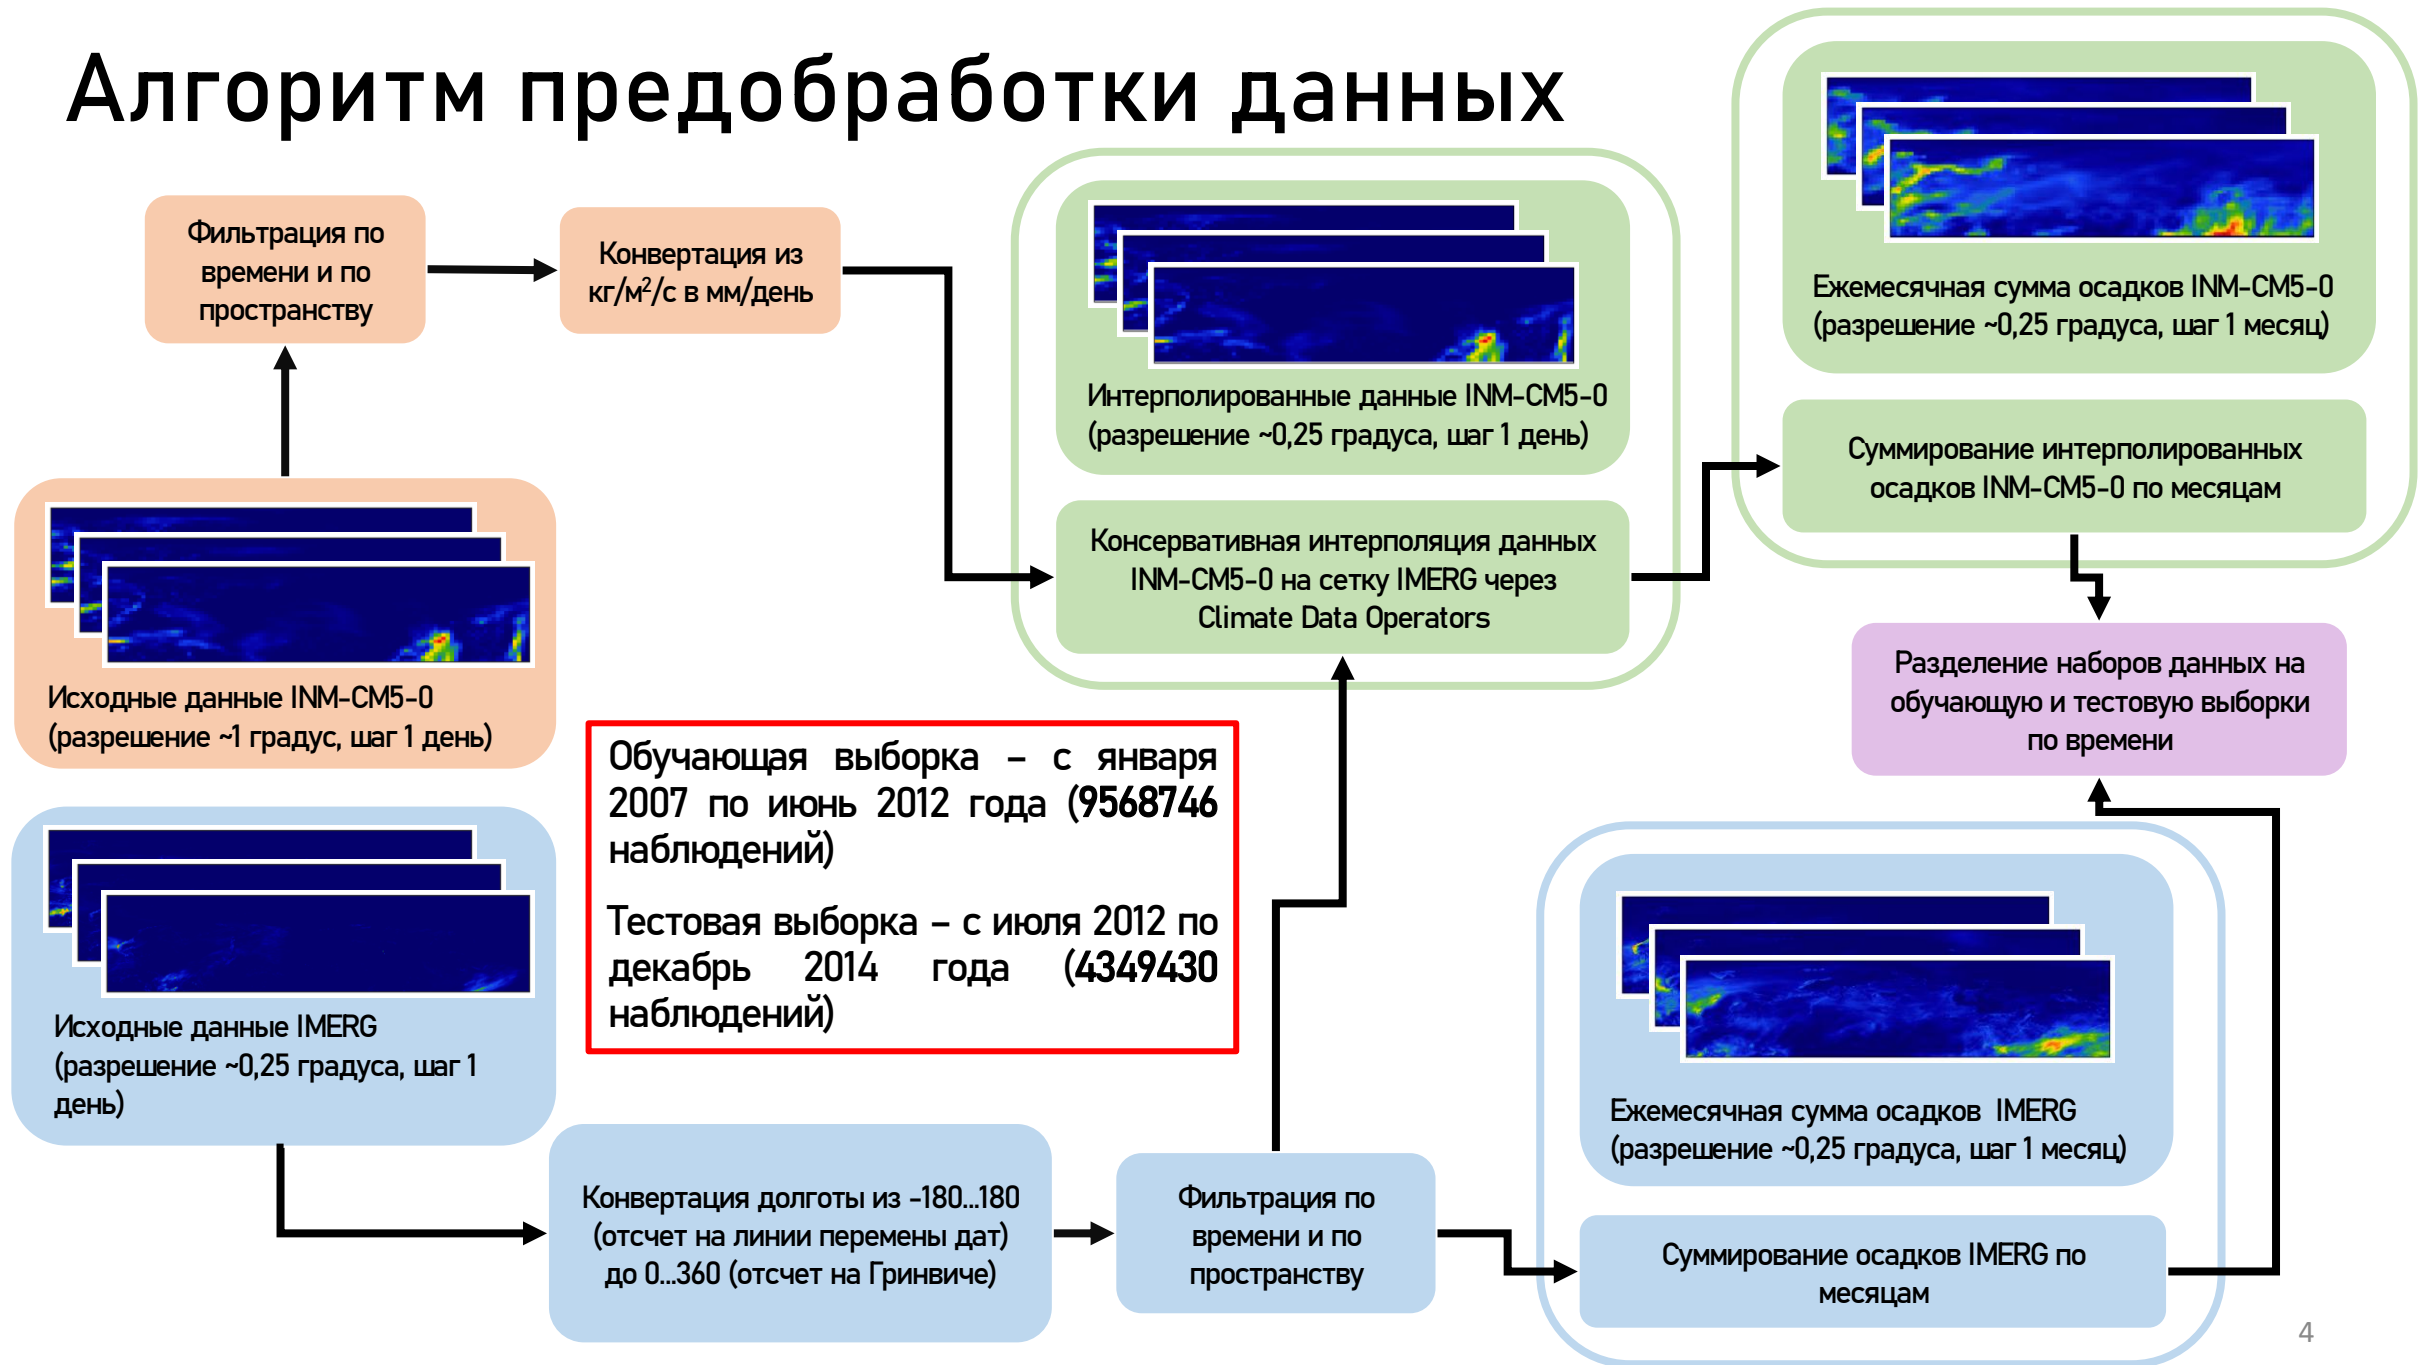 Алгоритм предобработки данных
Фильтрация по
времени и по
пространству
Конвертация из
кг/м²/с в мм/день
Интерполированные данные INM-CM5-0
(разрешение ~0,25 градуса, шаг 1 день)
Консервативная интерполяция данных
INM-CM5-0 на сетку IMERG через
Climate Data Operators
Ежемесячная сумма осадков INM-CM5-0
(разрешение ~0,25 градуса, шаг 1 месяц)
Суммирование интерполированных
осадков INM-CM5-0 по месяцам
Исходные данные INM-CM5-0
(разрешение ~1 градус, шаг 1 день)
Разделение наборов данных на
обучающую и тестовую выборки
по времени
Обучающая выборка – с января
2007 по июнь 2012 года (9568746
наблюдений)
Тестовая выборка – с июля 2012 по
декабрь 2014 года (4349430
наблюдений)
Исходные данные IMERG
(разрешение ~0,25 градуса, шаг 1
день)
Конвертация долготы из -180...180
(отсчет на линии перемены дат)
до 0...360 (отсчет на Гринвиче)
Фильтрация по
времени и по
пространству
Ежемесячная сумма осадков IMERG
(разрешение ~0,25 градуса, шаг 1 месяц)
Суммирование осадков IMERG по
месяцам
4